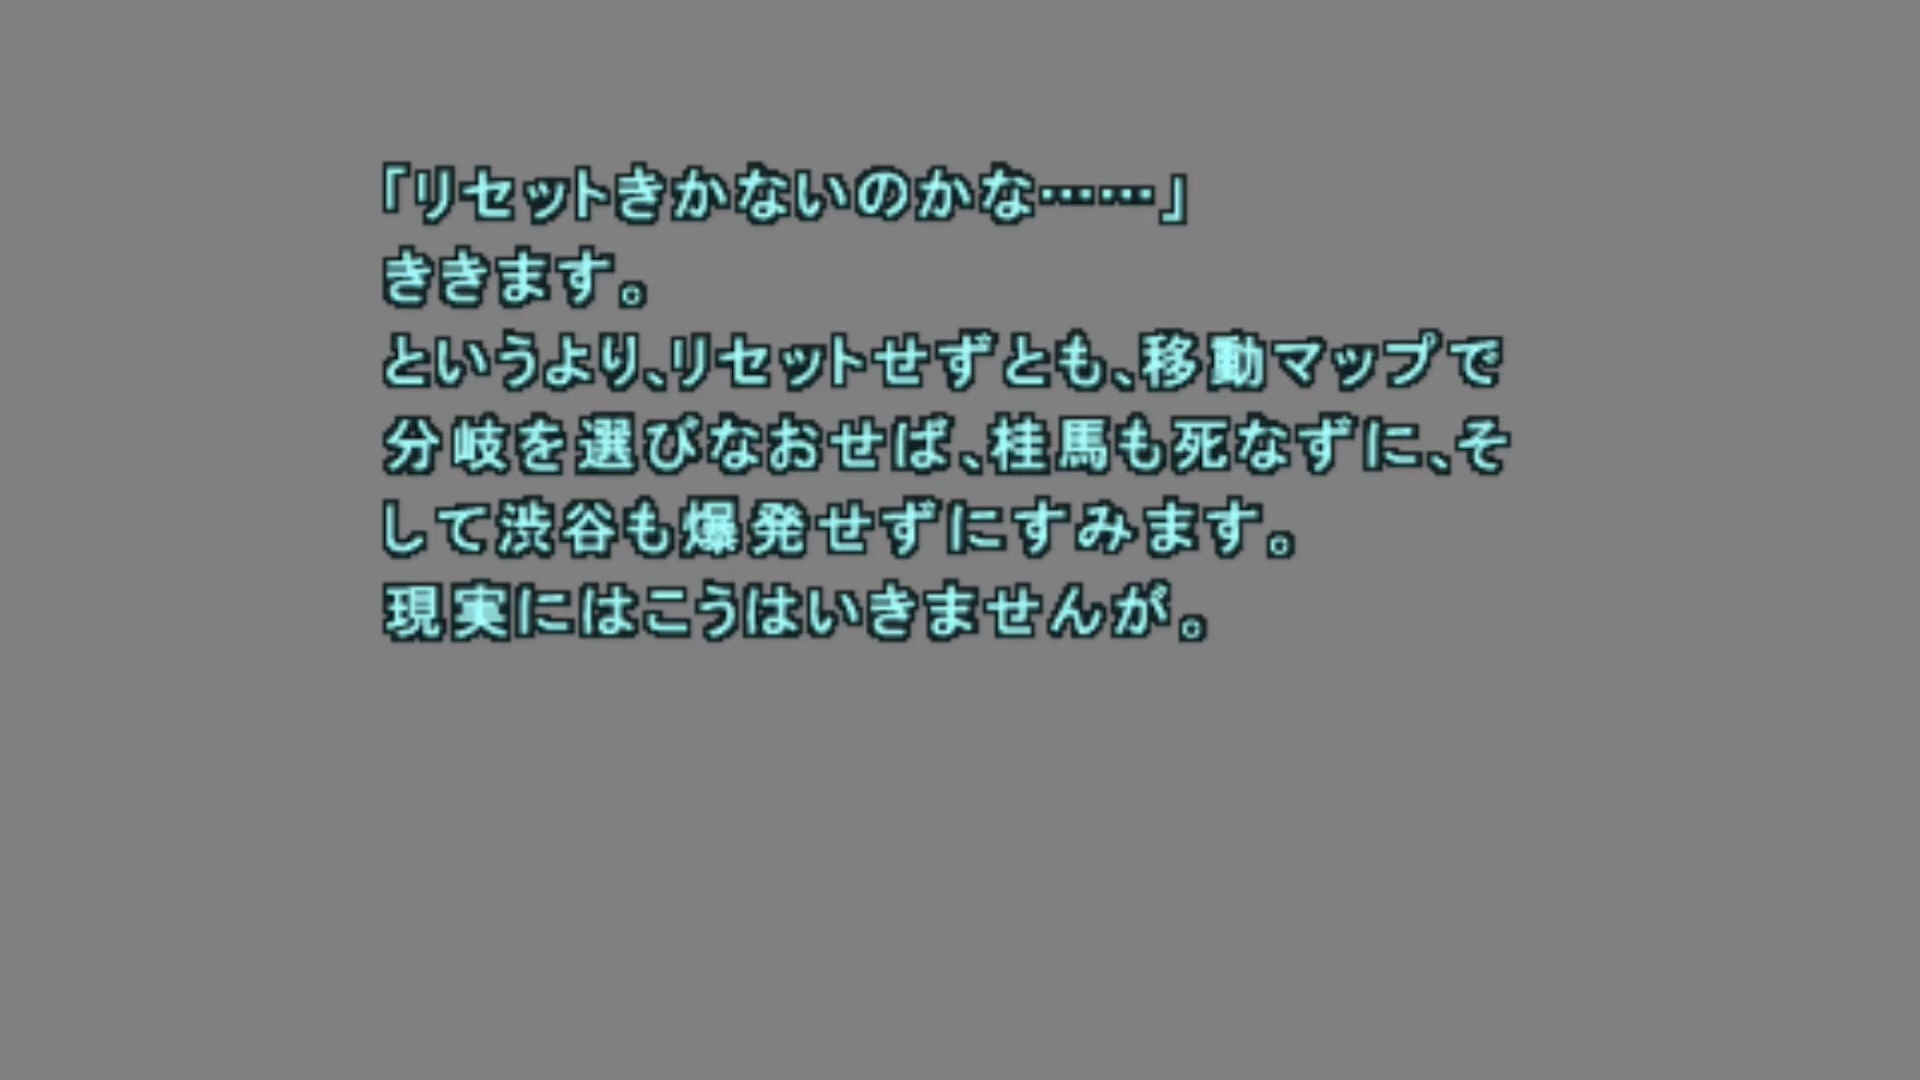 「リセットきかないのかな……」
ききます。
というより、リセットせずとも、移動マップで
分岐を選びなおせば、桂馬も死なずに、そ
して渋谷も爆発せずにすみます。
現実にはこうはいきませんが。